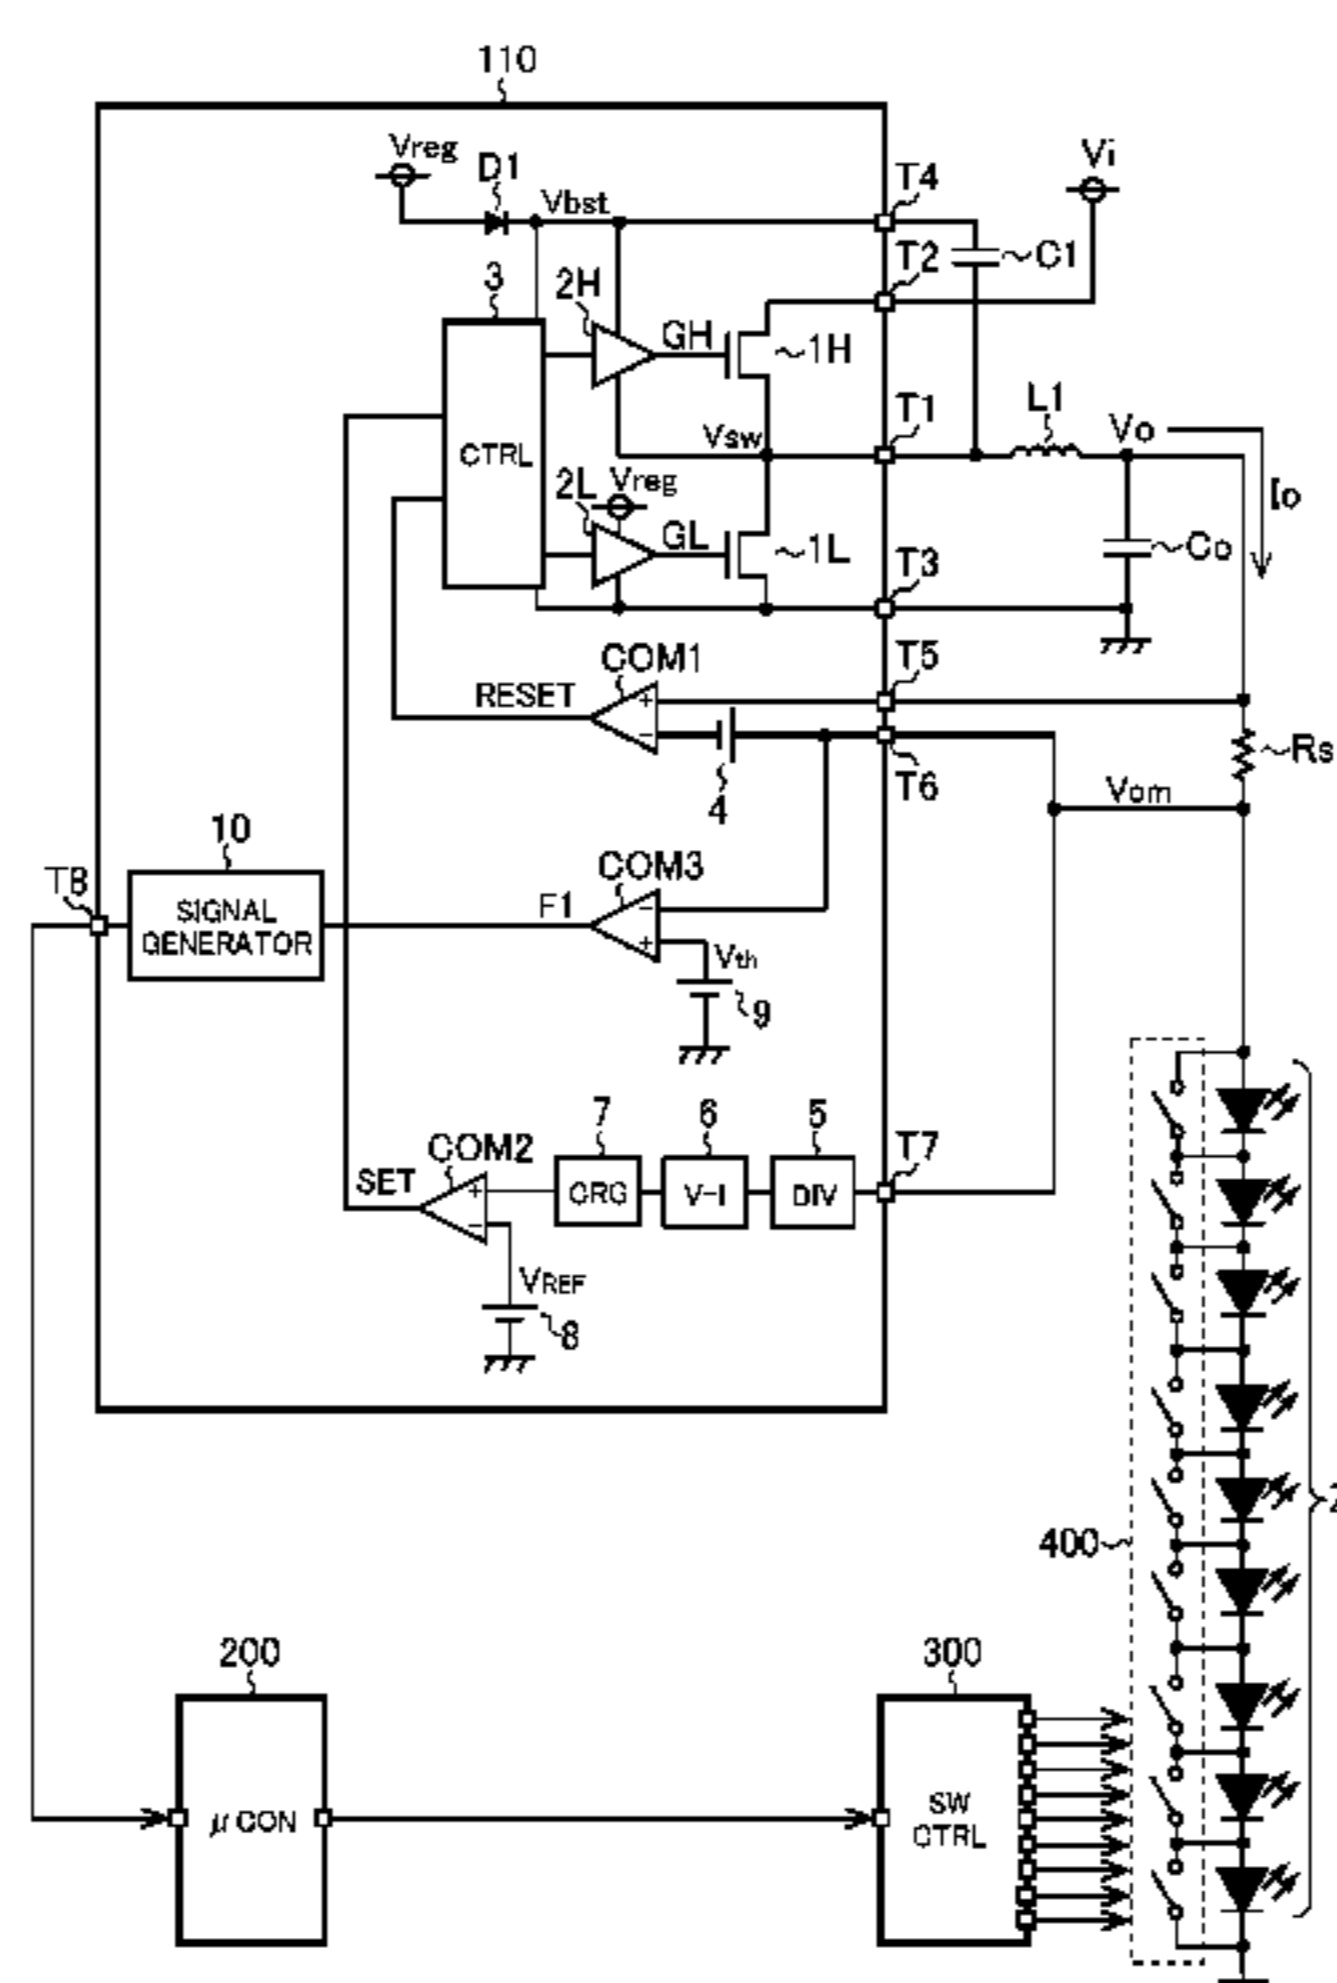 110
Vreg
D1
Vbst
T4
Vi
T2
C1
3
2H
GH
1H
T1
L1
Vo
Io
CTRL
Vsw
2L
Vreg
GL
1L
T3
Co
COM1
T5
RESET
+
−
4
T6
Rs
Vom
10
T8
SIGNAL
GENERATOR
COM3
F1
−
+
Vth
9
7
6
5
T7
COM2
SET
+
−
CRG
V-I
DIV
VREF
8
400
2
200
300
μCON
SW
CTRL